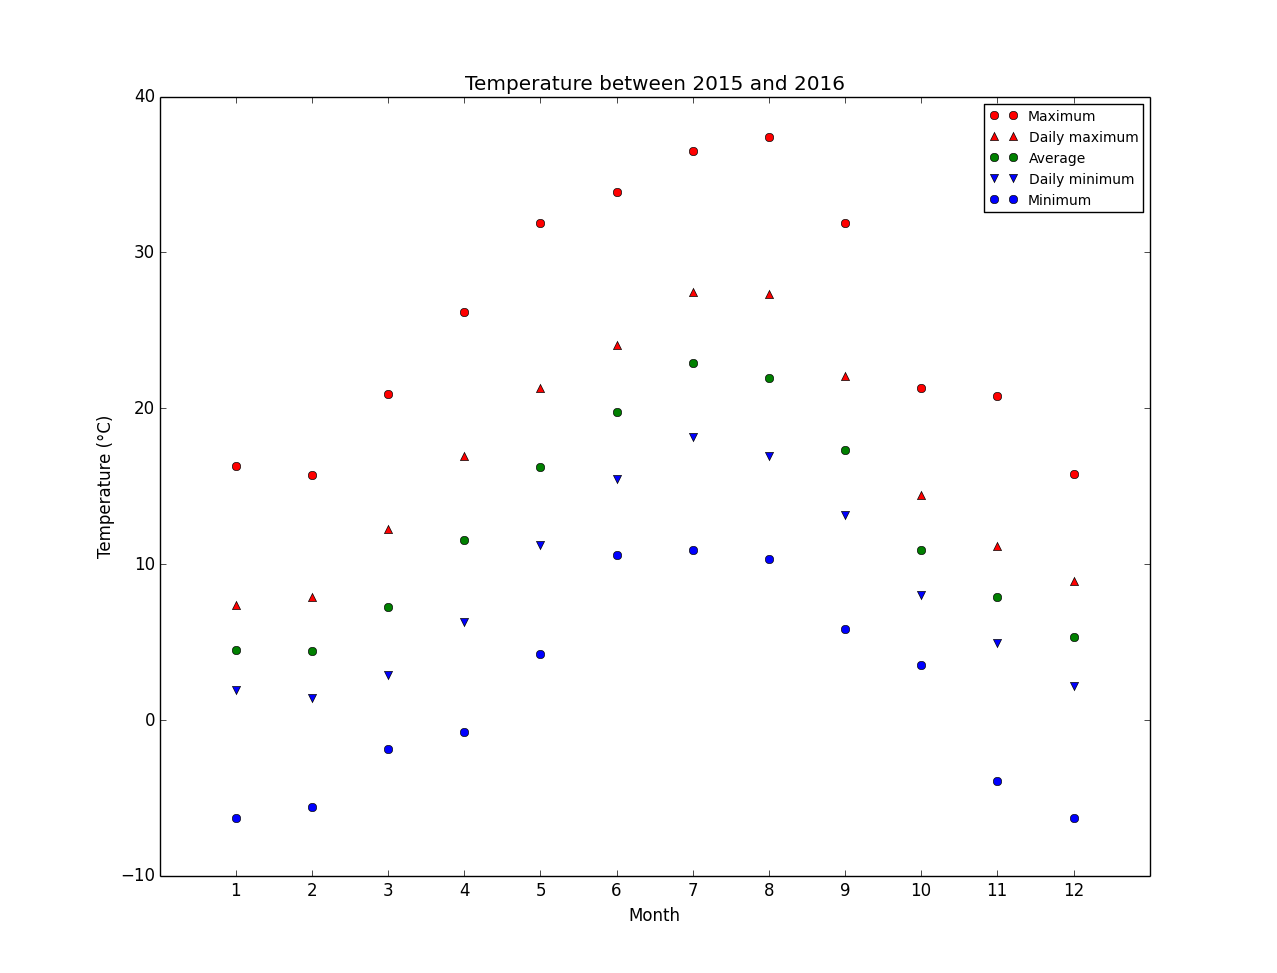 Temperature between 2015 and 2016
Maximum
Daily maximum
Average
Daily minimum
Minimum
40
30
20
10
0
−10
Temperature (°C)
1 2 3 4 5 6 7 8 9 10 11 12
Month